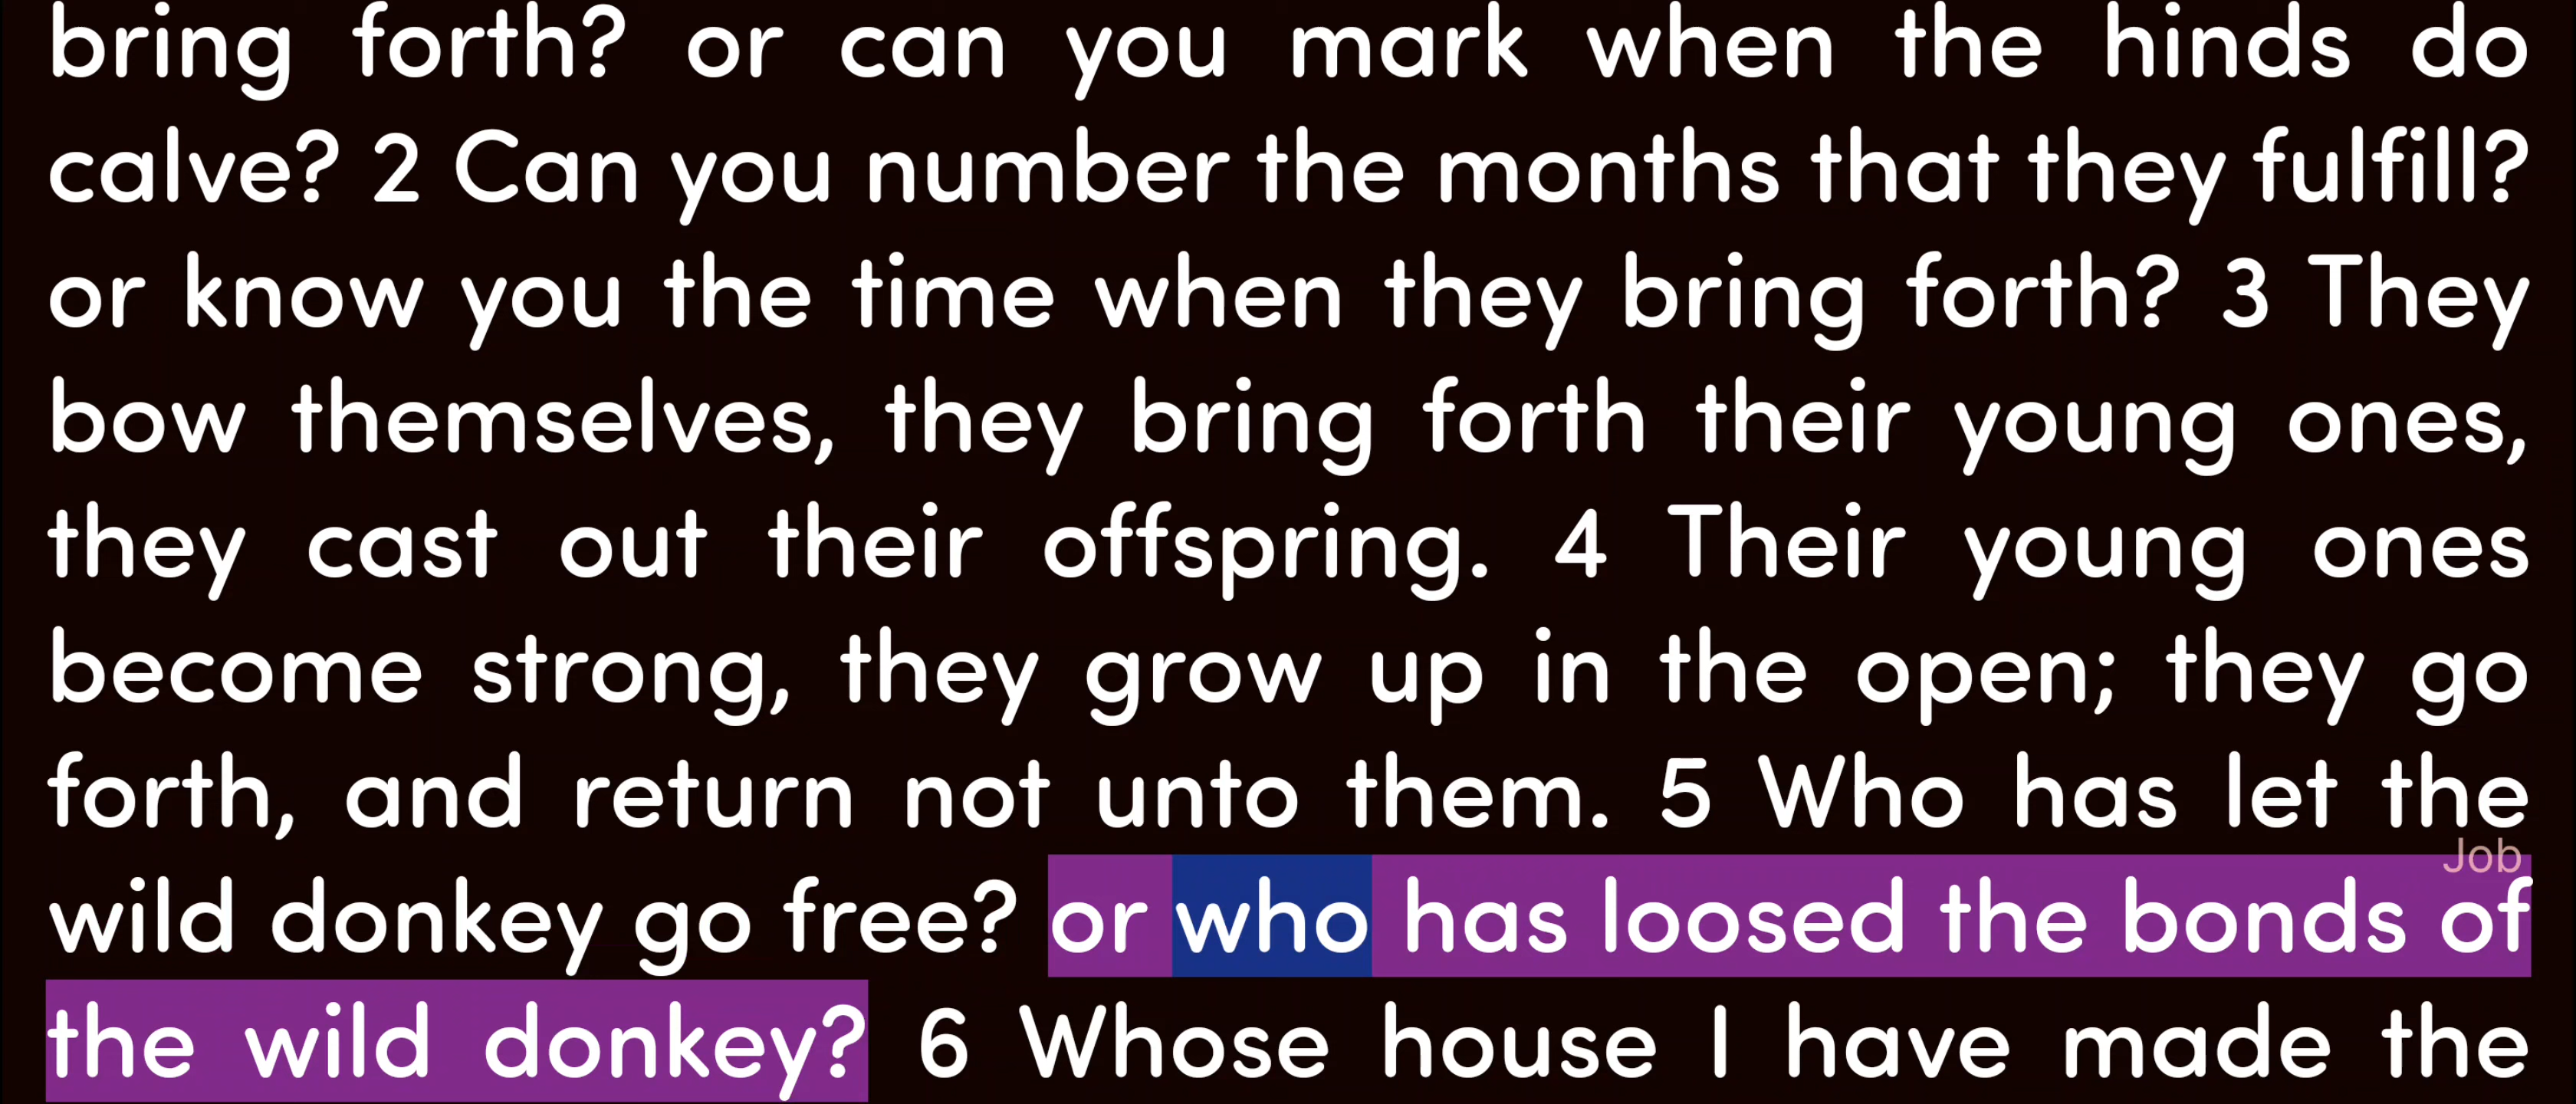 bring forth? or can you mark when the hinds do
calve? 2 Can you number the months that they fulfill?
or know you the time when they bring forth? 3 They
bow themselves, they bring forth their young ones,
they cast out their offspring. 4 Their young ones
become strong, they grow up in the open; they go
forth, and return not unto them. 5 Who has let the
Job
wild donkey go free? or who has loosed the bonds of
the wild donkey? 6 Whose house I have made the